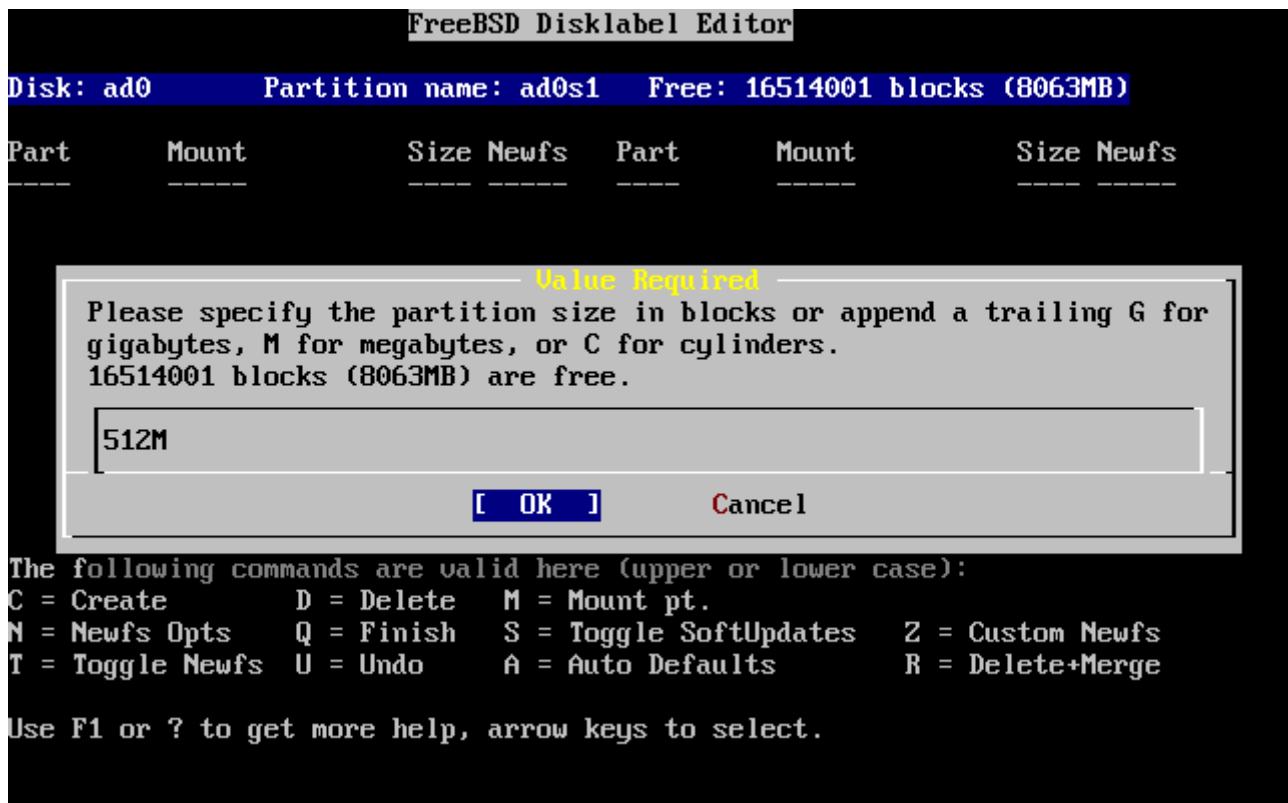 FreeBSD Disklabel Editor
Disk: ad0 Partition name: ad0s1 Free: 16514001 blocks (8063MB)
Part Mount Size Newfs Part Mount Size Newfs
---- ----- ---- ----- ---- ----- ---- -----
Value Required
Please specify the partition size in blocks or append a trailing G for
gigabytes, M for megabytes, or C for cylinders.
16514001 blocks (8063MB) are free.
512M
[ OK ] Cancel
The following commands are valid here (upper or lower case):
C = Create D = Delete M = Mount pt.
N = Newfs Opts Q = Finish S = Toggle SoftUpdates Z = Custom Newfs
T = Toggle Newfs U = Undo A = Auto Defaults R = Delete+Merge
Use F1 or ? to get more help, arrow keys to select.